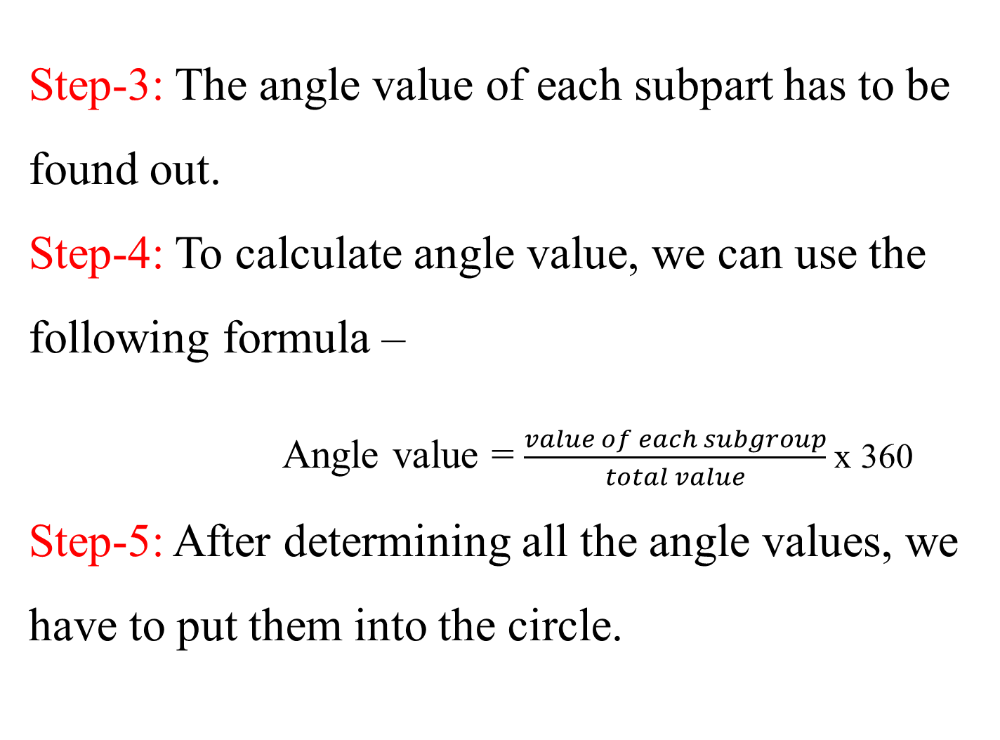 Step-3: The angle value of each subpart has to be
found out.
Step-4: To calculate angle value, we can use the
following formula –
Angle value = \frac{value of each subgroup}{total value} x 360
Step-5: After determining all the angle values, we
have to put them into the circle.